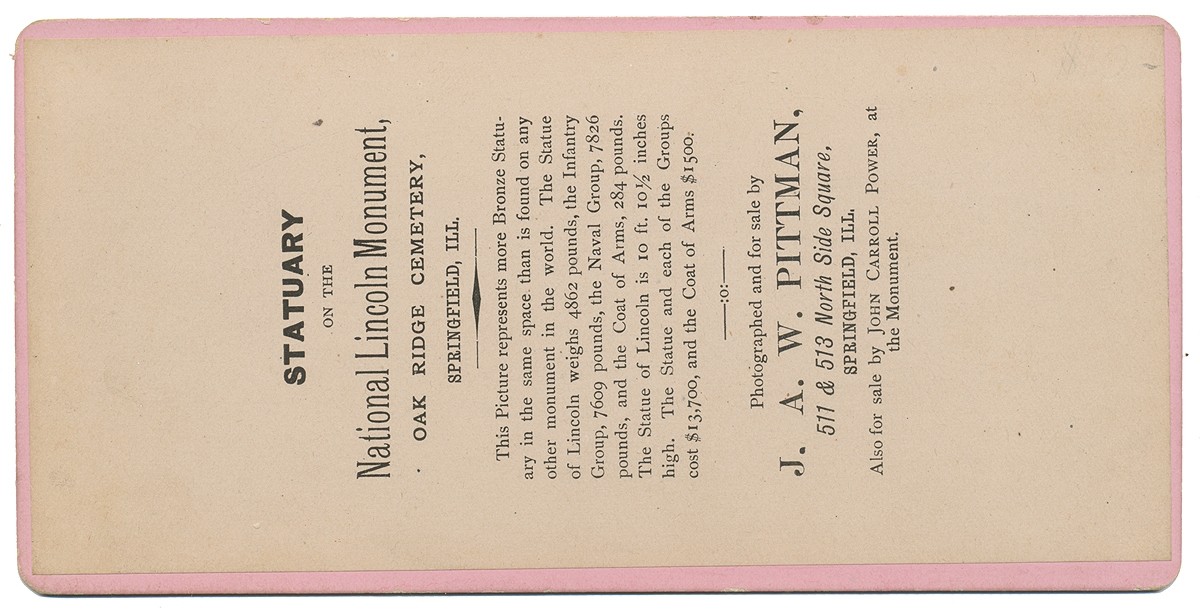 STATUARY
ON THE
National Lincoln Monument,
OAK RIDGE CEMETERY,
SPRINGFIELD, ILL.
This Picture represents more Bronze Statu-
ary in the same space than is found on any
other monument in the world. The Statue
of Lincoln weighs 4862 pounds, the Infantry
Group, 7609 pounds, the Naval Group, 7826
pounds, and the Coat of Arms, 284 pounds.
The Statue of Lincoln is 10 ft. 10½ inches
high. The Statue and each of the Groups
cost $13,700, and the Coat of Arms $1500.
—:o:—
Photographed and for sale by
J. A. W. PITTMAN,
511 & 513 North Side Square,
SPRINGFIELD, ILL.
Also for sale by JOHN CARROLL POWER, at
the Monument.